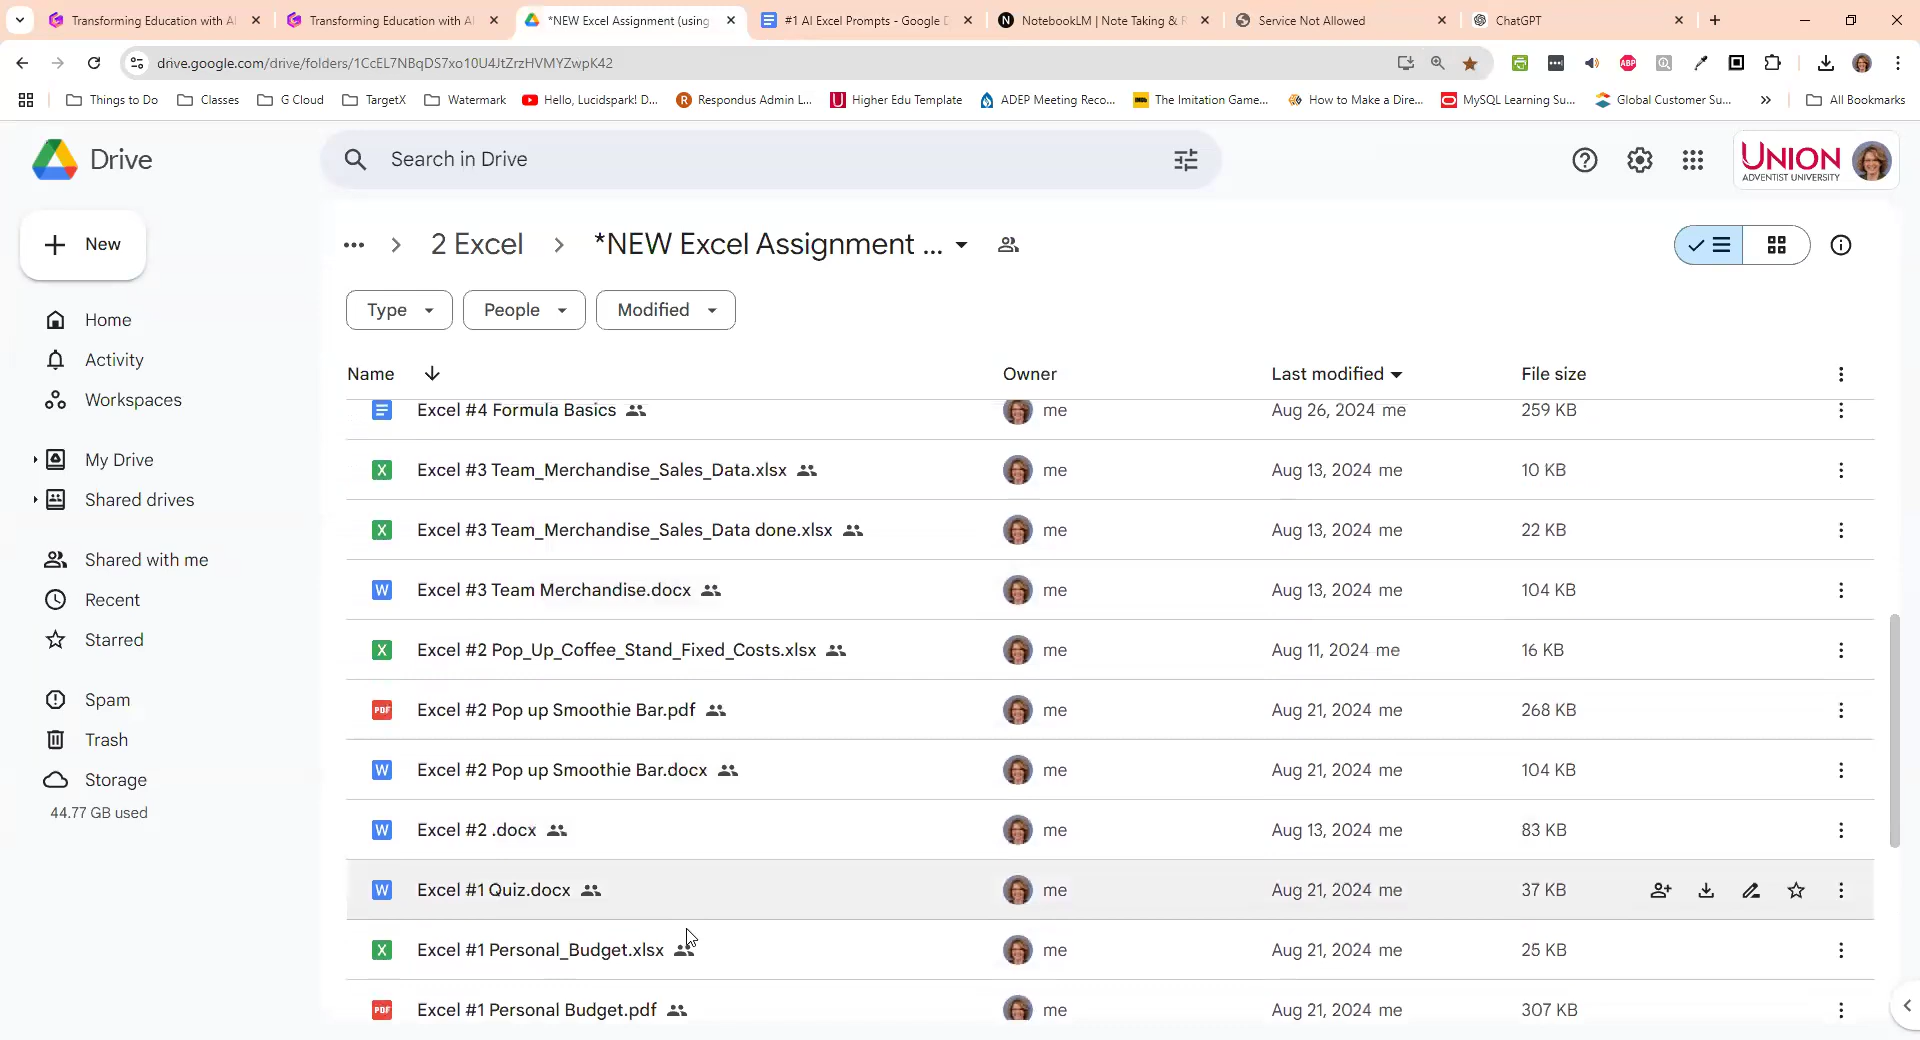 Transforming Education with AI
Transforming Education with AI
*NEW Excel Assignment (using
#1 AI Excel Prompts - Google D
NotebookLM | Note Taking & R
Service Not Allowed
ChatGPT
drive.google.com/drive/folders/1CcEL7NBqDS7xo10U4JtZrzHVMYZwpK42
ABP
Things to Do
Classes
G Cloud
TargetX
Watermark
Hello, Lucidspark! D...
Respondus Admin L...
Higher Edu Template
ADEP Meeting Reco...
The Imitation Game...
How to Make a Dire...
MySQL Learning Su...
Global Customer Su...
All Bookmarks
Drive
Search in Drive
UNION
ADVENTIST UNIVERSITY
New
2 Excel
*NEW Excel Assignment ...
Type
People
Modified
Home
Activity
Workspaces
My Drive
Shared drives
Shared with me
Recent
Starred
Spam
Trash
Storage
44.77 GB used
Name Owner Last modified File size
Excel #4 Formula Basics me Aug 26, 2024 me 259 KB
Excel #3 Team_Merchandise_Sales_Data.xlsx me Aug 13, 2024 me 10 KB
Excel #3 Team_Merchandise_Sales_Data done.xlsx me Aug 13, 2024 me 22 KB
Excel #3 Team Merchandise.docx me Aug 13, 2024 me 104 KB
Excel #2 Pop_Up_Coffee_Stand_Fixed_Costs.xlsx me Aug 11, 2024 me 16 KB
Excel #2 Pop up Smoothie Bar.pdf me Aug 21, 2024 me 268 KB
Excel #2 Pop up Smoothie Bar.docx me Aug 21, 2024 me 104 KB
Excel #2 .docx me Aug 13, 2024 me 83 KB
Excel #1 Quiz.docx me Aug 21, 2024 me 37 KB
Excel #1 Personal_Budget.xlsx me Aug 21, 2024 me 25 KB
Excel #1 Personal Budget.pdf me Aug 21, 2024 me 307 KB